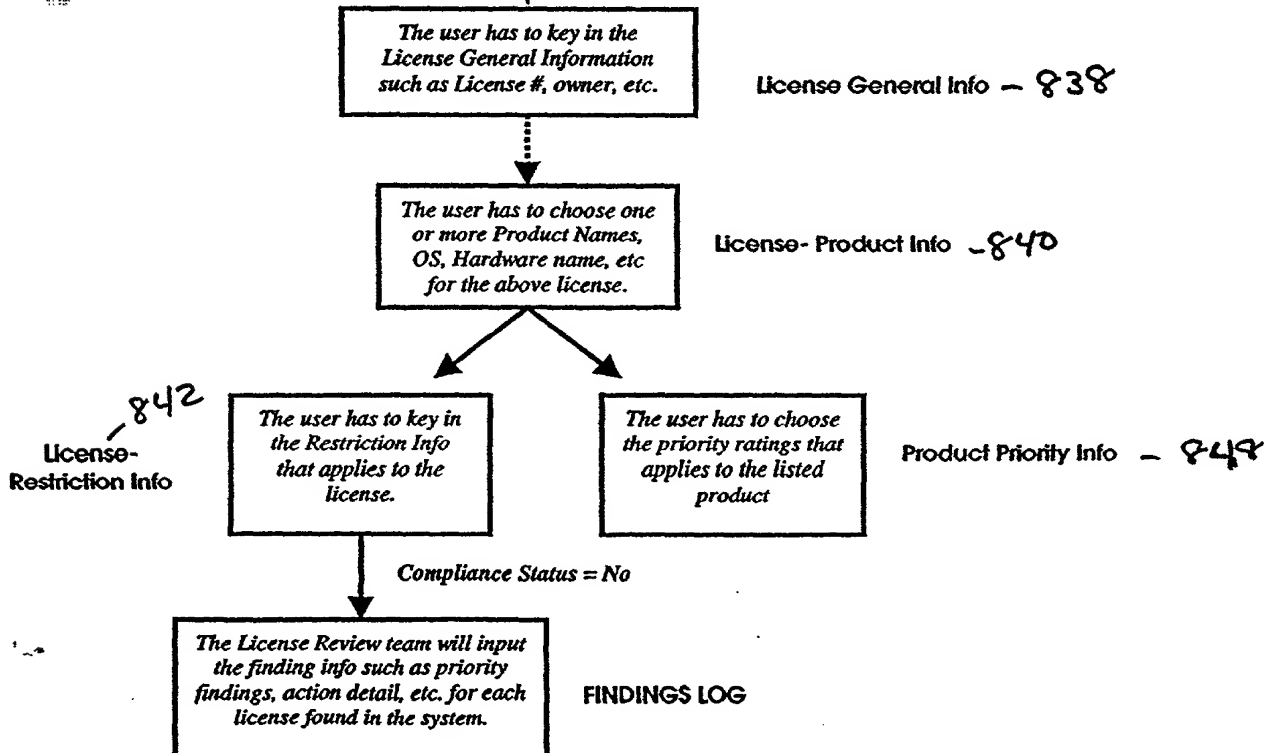 The user has to key in the
License General Information
such as License #, owner, etc.
License General Info – 838
The user has to choose one
or more Product Names,
OS, Hardware name, etc
for the above license.
License- Product Info – 840
842
License-
Restriction Info
The user has to key in
the Restriction Info
that applies to the
license.
The user has to choose
the priority ratings that
applies to the listed
product
Product Priority Info – 848
Compliance Status = No
The License Review team will input
the finding info such as priority
findings, action detail, etc. for each
license found in the system.
FINDINGS LOG